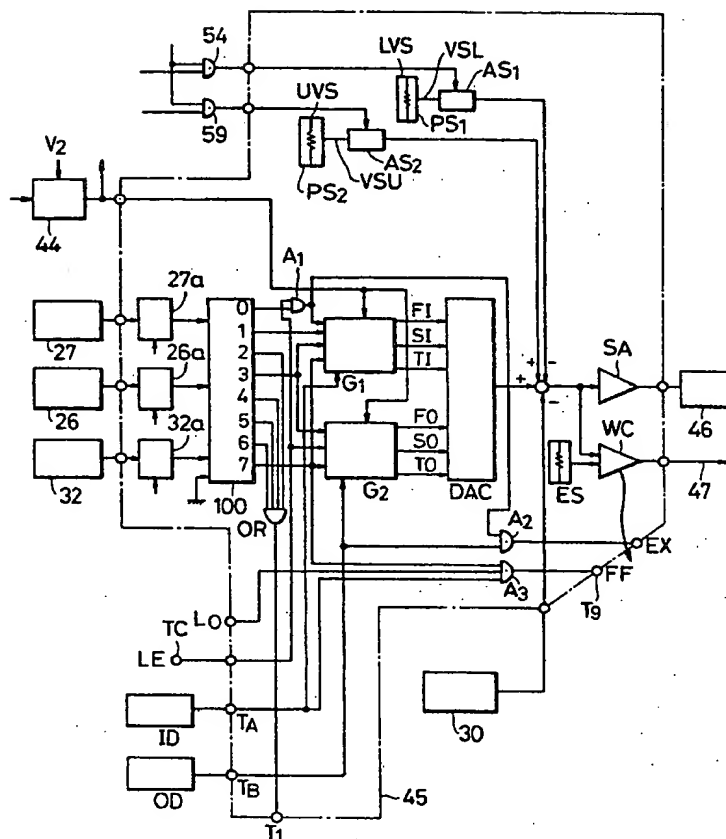 54
LVS
VSL
AS1
UVS
59
PS1
V2
AS2
VSU
PS2
44
A1
27a
0
FI
1
SI
27
2
TI
26a
3
G1
SA
4
46
26
5
FO
WC
32a
6
SO
7
TO
32
G2
DAC
ES
47
100
OR
A2
EX
LO
A3
FF
T9
TC
LE
TA
ID
30
TB
OD
45
T1
+
-
+
-